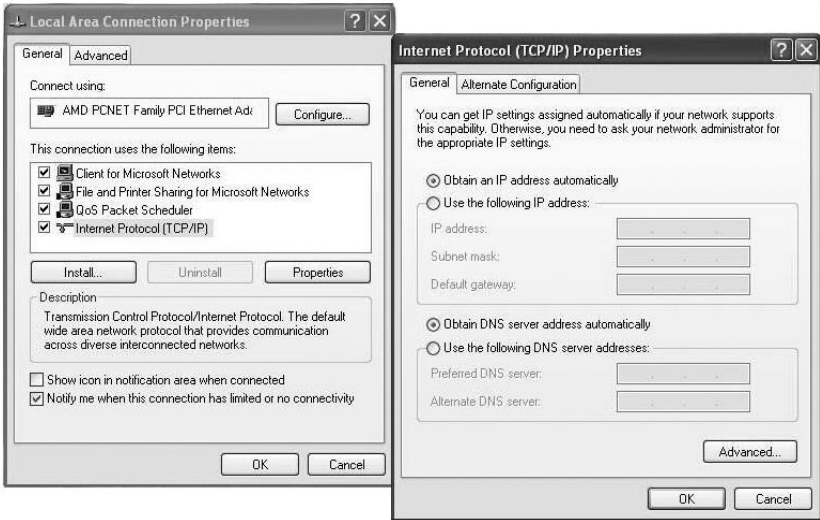 Local Area Connection Properties
General Advanced
Connect using:
AMD PCNET Family PCI Ethernet Ada
Configure...
This connection uses the following items:
Client for Microsoft Networks
File and Printer Sharing for Microsoft Networks
QoS Packet Scheduler
Internet Protocol (TCP/IP)
Install... Uninstall Properties
Description
Transmission Control Protocol/Internet Protocol. The default
wide area network protocol that provides communication
across diverse interconnected networks.
Show icon in notification area when connected
Notify me when this connection has limited or no connectivity
OK Cancel
Internet Protocol (TCP/IP) Properties
General Alternate Configuration
You can get IP settings assigned automatically if your network supports
this capability. Otherwise, you need to ask your network administrator for
the appropriate IP settings.
Obtain an IP address automatically
Use the following IP address:
IP address:
Subnet mask:
Default gateway:
Obtain DNS server address automatically
Use the following DNS server addresses:
Preferred DNS server:
Alternate DNS server:
Advanced...
OK Cancel